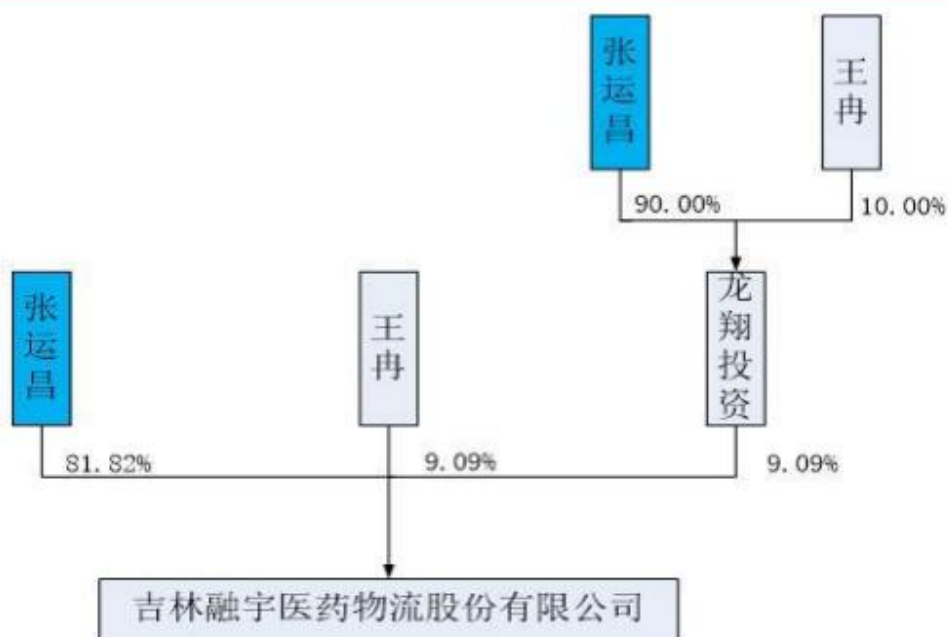 张运昌
王冉
90.00%
10.00%
张运昌
王冉
龙翔投资
81.82%
9.09%
9.09%
吉林融宇医药物流股份有限公司